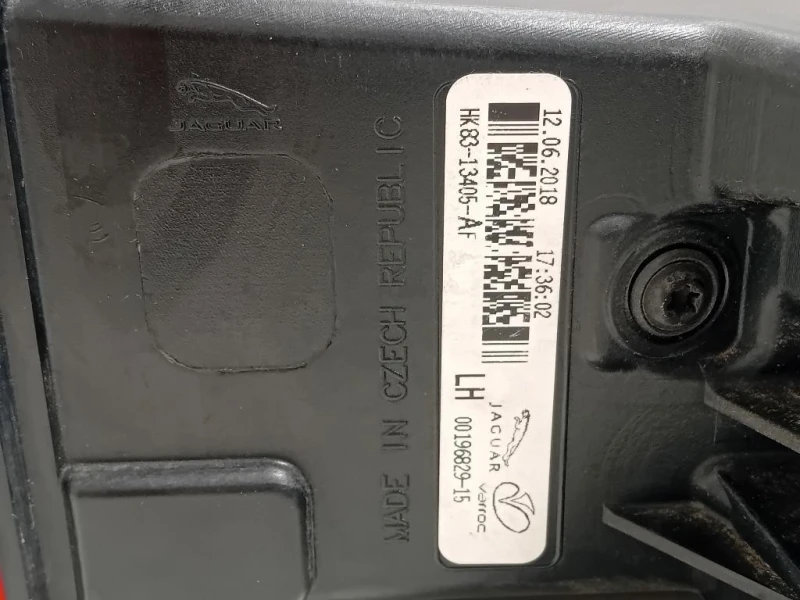 JAGUAR
MADE IN CZECH REPUBLIC
12.06.2018 17:36:02
HK83-13405-AF
LH
00196829-15
JAGUAR
varroc